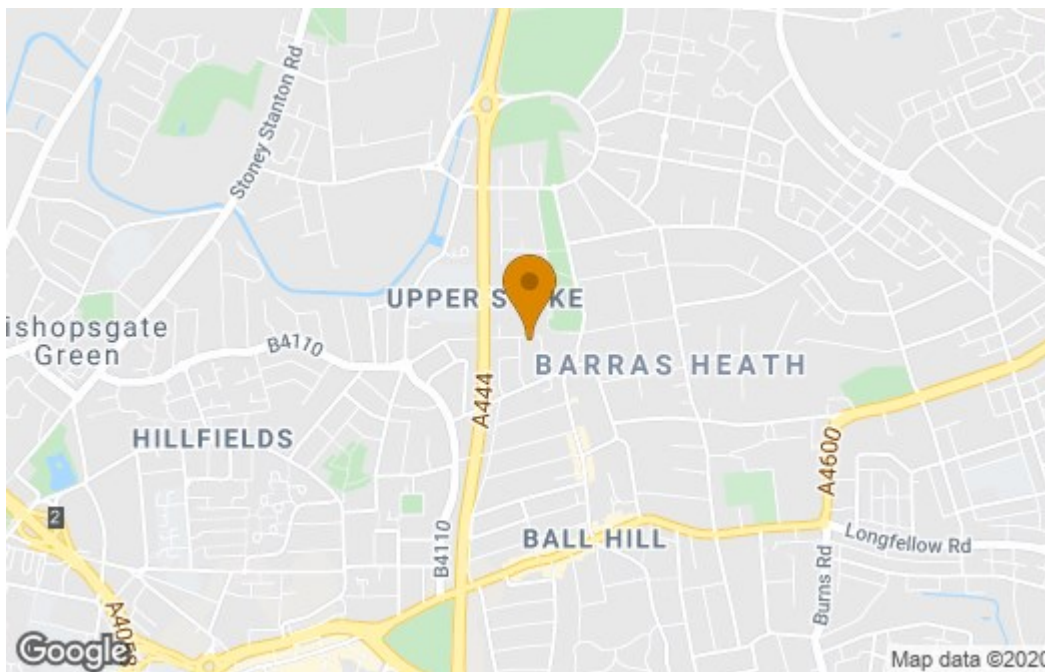 Stoney Stanton Rd
UPPER S KE
ishopsgate
Green
B4110
BARRAS HEATH
A444
HILLFIELDS
A4600
2
B4110
BALL HILL
Longfellow Rd
Burns Rd
Google
Map data ©2020